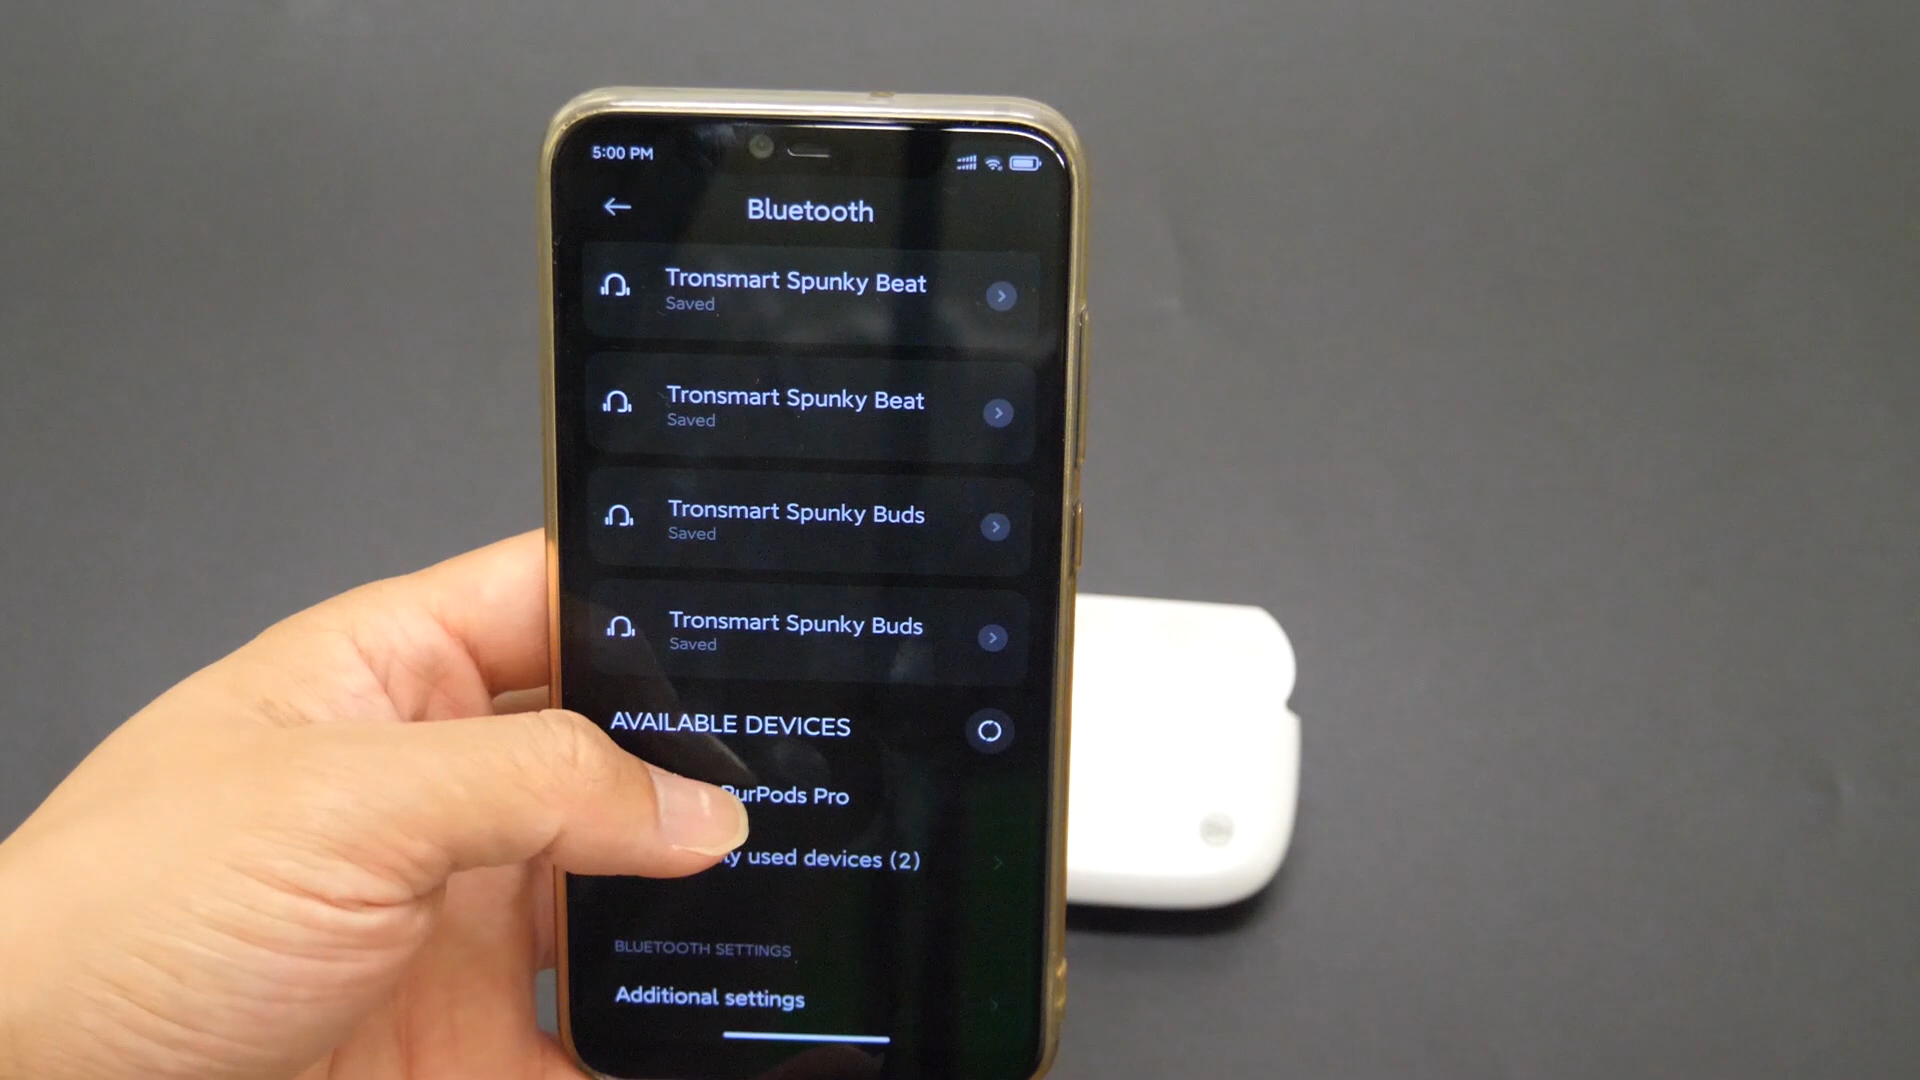 5:00 PM
Bluetooth
Tronsmart Spunky Beat
Saved
Tronsmart Spunky Beat
Saved
Tronsmart Spunky Buds
Saved
Tronsmart Spunky Buds
Saved
AVAILABLE DEVICES
Pro
used devices (2)
BLUETOOTH SETTINGS
Additional settings